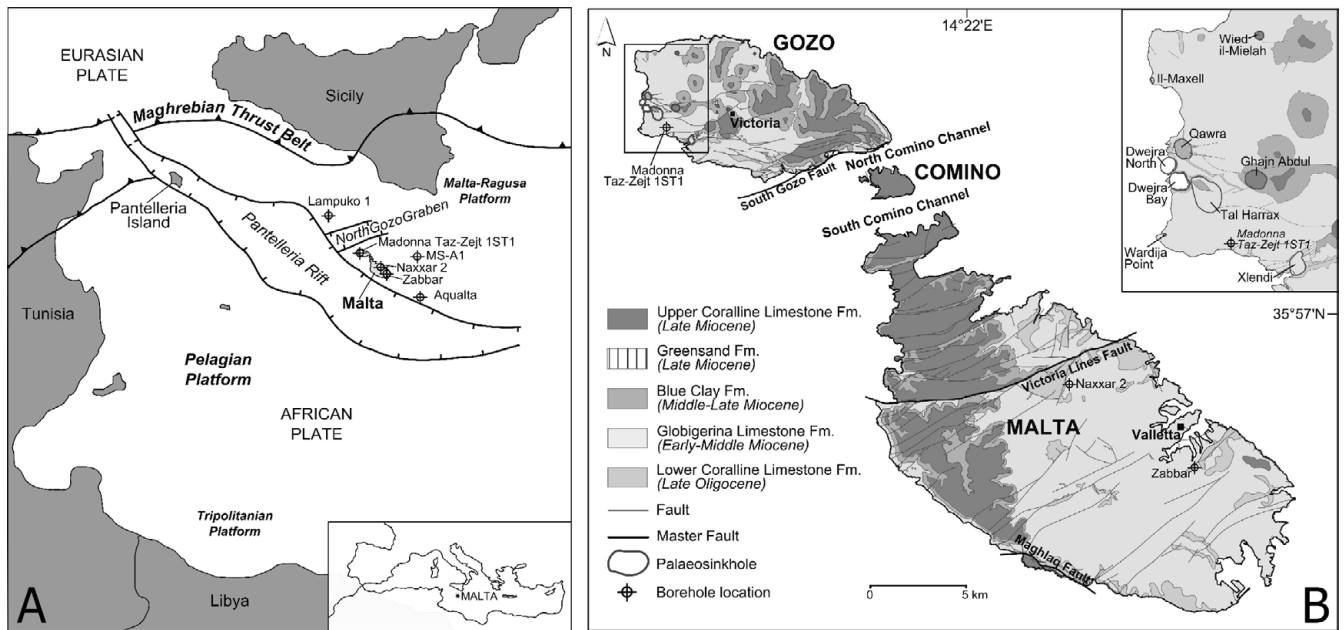 EURASIAN
PLATE
Sicily
Maghrebian Thrust Belt
Malta-Ragusa
Platform
Pantelleria
Island
Lampuko 1
NorthGozoGraben
Madonna Taz-Zejt 1ST1
MS-A1
Naxxar 2
Zabbar
Malta
Aqualta
Pantelleria Rift
Tunisia
Pelagian
Platform
AFRICAN
PLATE
Tripolitanian
Platform
Libya
MALTA
A
14°22'E
N
GOZO
Victoria
Madonna
Taz-Zejt 1ST1
North Comino Channel
South Gozo Fault
COMINO
South Comino Channel
Wied
il-Mielah
Il-Maxell
Qawra
Dwejra
North
Ghajn Abdul
Dwejra
Bay
Tal Harrax
Wardija
Point
Madonna
Taz-Zejt 1ST1
Xlendi
35°57'N
Upper Coralline Limestone Fm.
(Late Miocene)
Greensand Fm.
(Late Miocene)
Blue Clay Fm.
(Middle-Late Miocene)
Globigerina Limestone Fm.
(Early-Middle Miocene)
Lower Coralline Limestone Fm.
(Late Oligocene)
Fault
Master Fault
Palaeosinkhole
Borehole location
Victoria Lines Fault
Naxxar 2
MALTA
Valletta
Zabbar
Maghlaq Fault
0 5 km
B